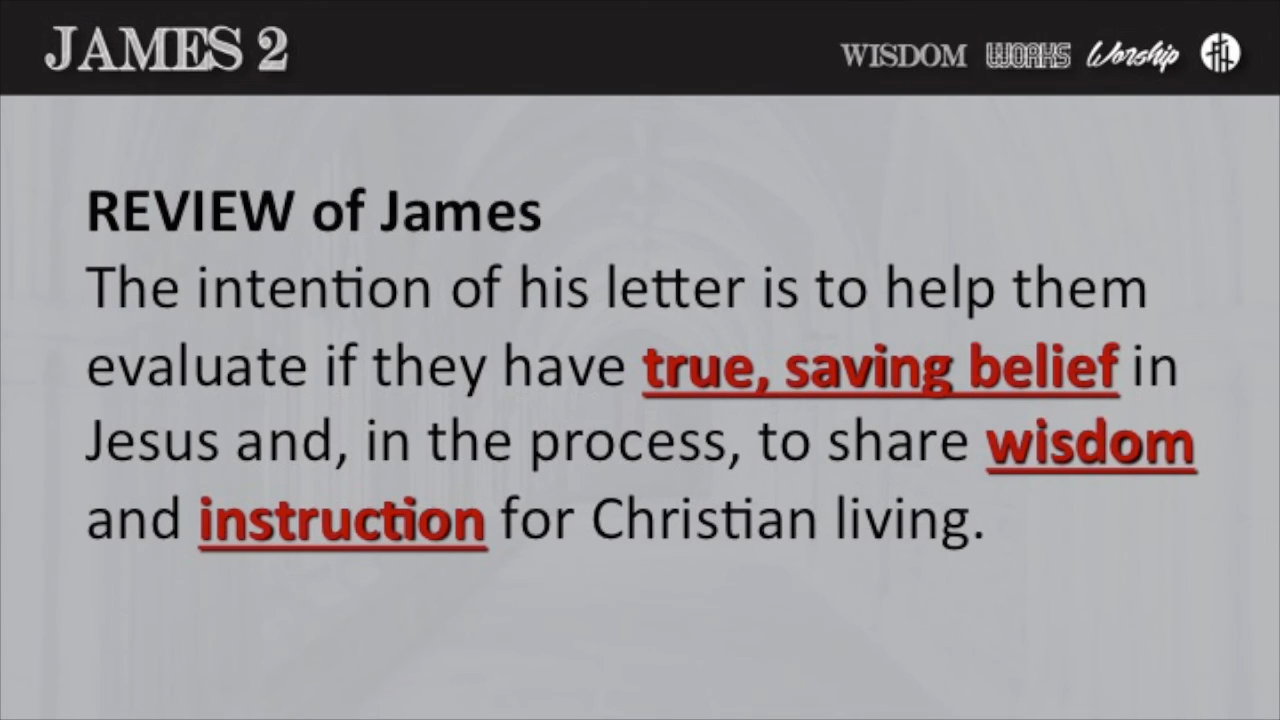 JAMES 2
WISDOM WORKS Worship
REVIEW of James
The intention of his letter is to help them
evaluate if they have true, saving belief in
Jesus and, in the process, to share wisdom
and instruction for Christian living.